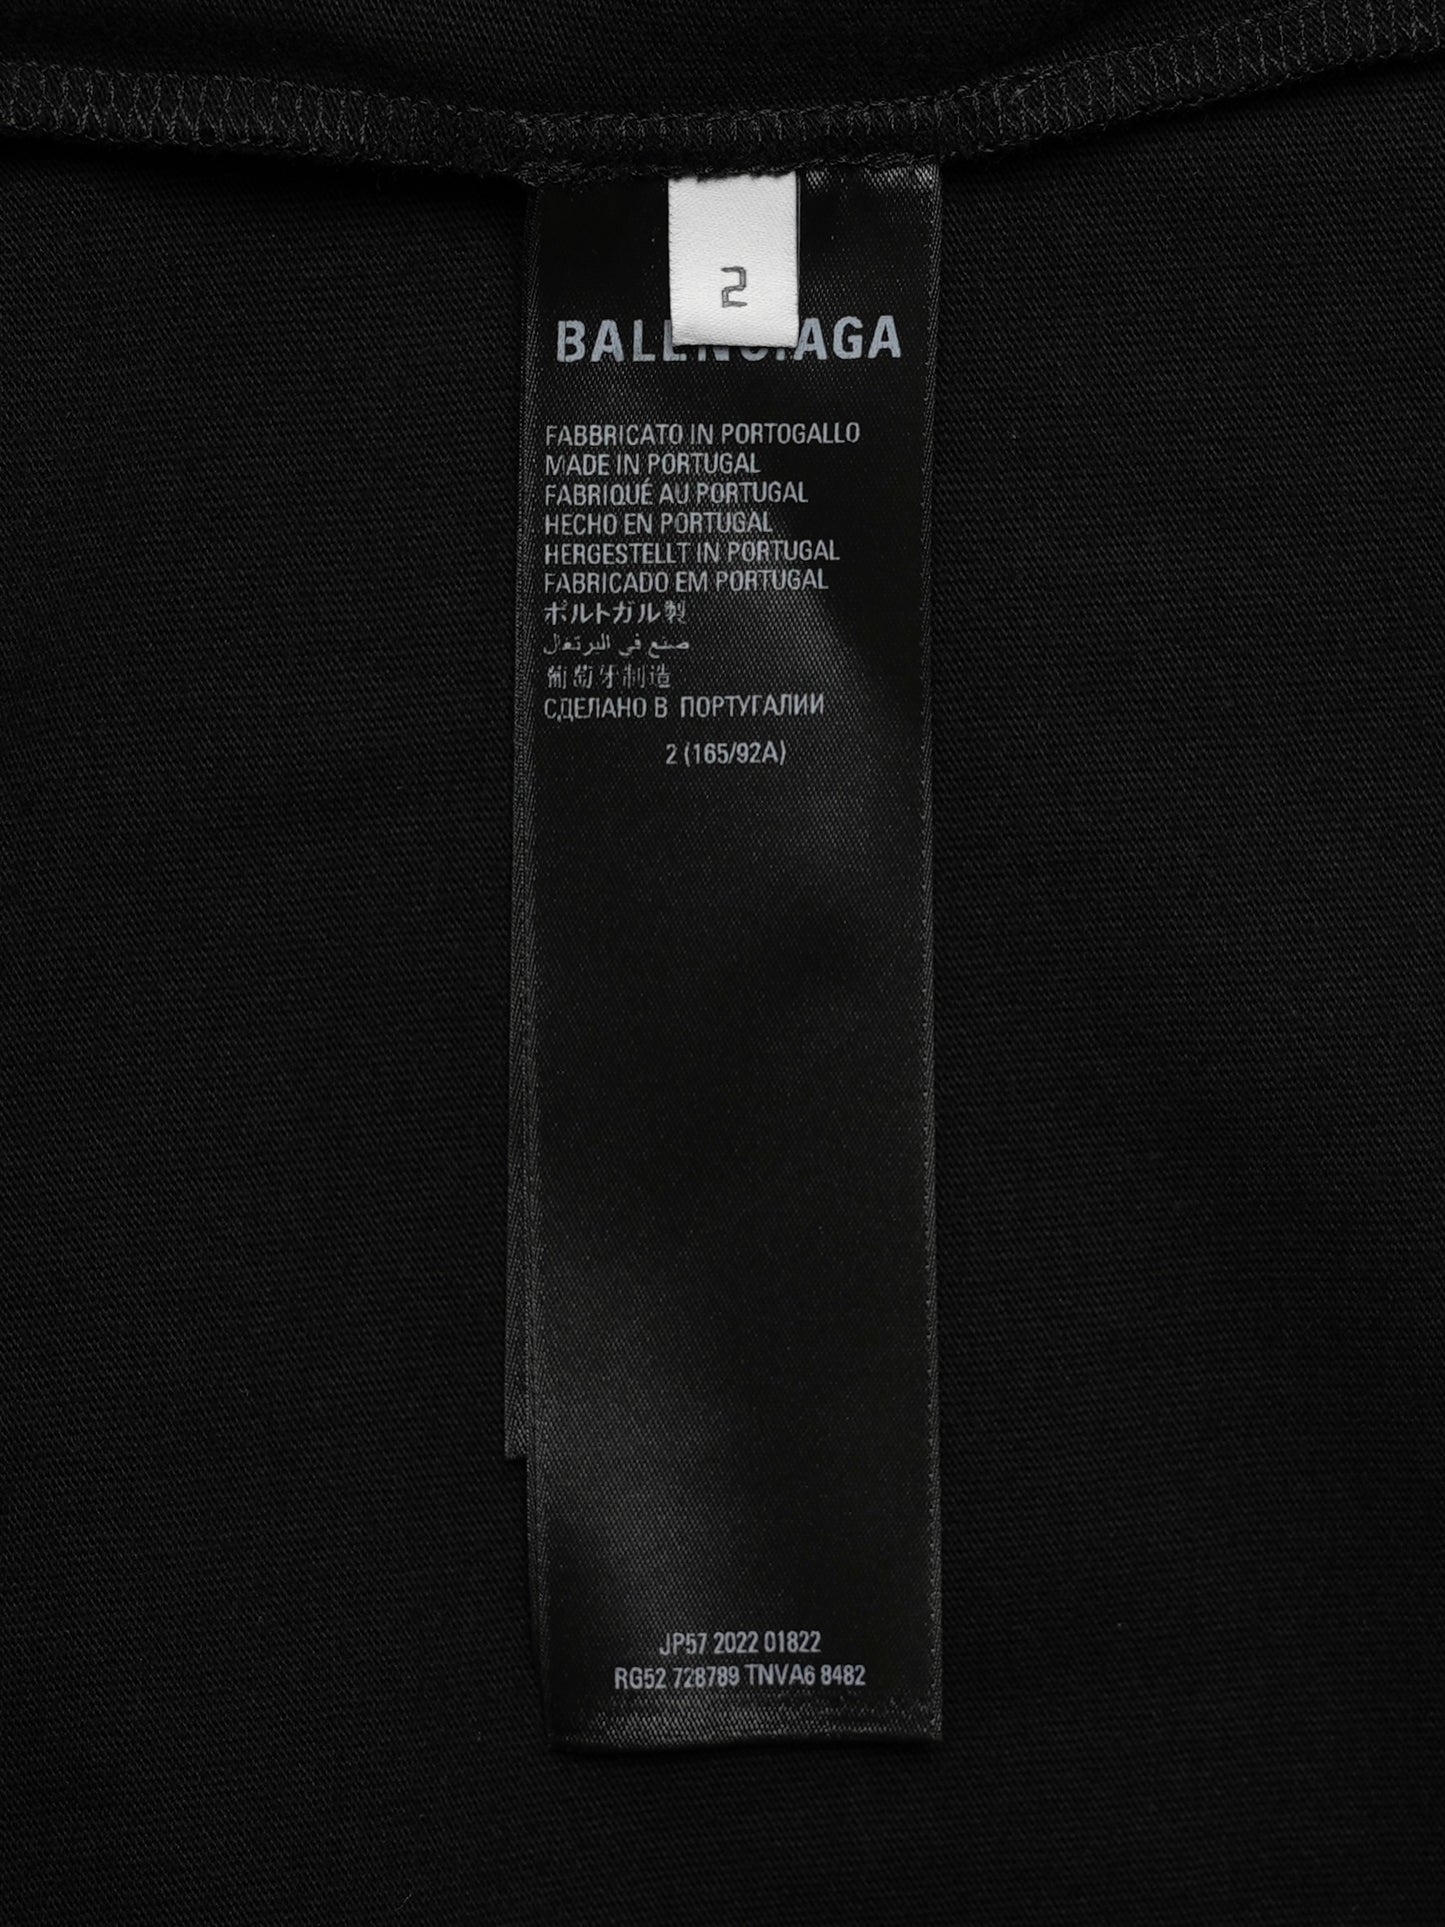 2
BALENCIAGA
FABBRICATO IN PORTOGALLO
MADE IN PORTUGAL
FABRIQUÉ AU PORTUGAL
HECHO EN PORTUGAL
HERGESTELLT IN PORTUGAL
FABRICADO EM PORTUGAL
ポルトガル製
صنع في البرتغال
葡萄牙制造
СДЕЛАНО В ПОРТУГАЛИИ
2 (165/92A)
JP57 2022 01822
RG52 728789 TNVA6 8482